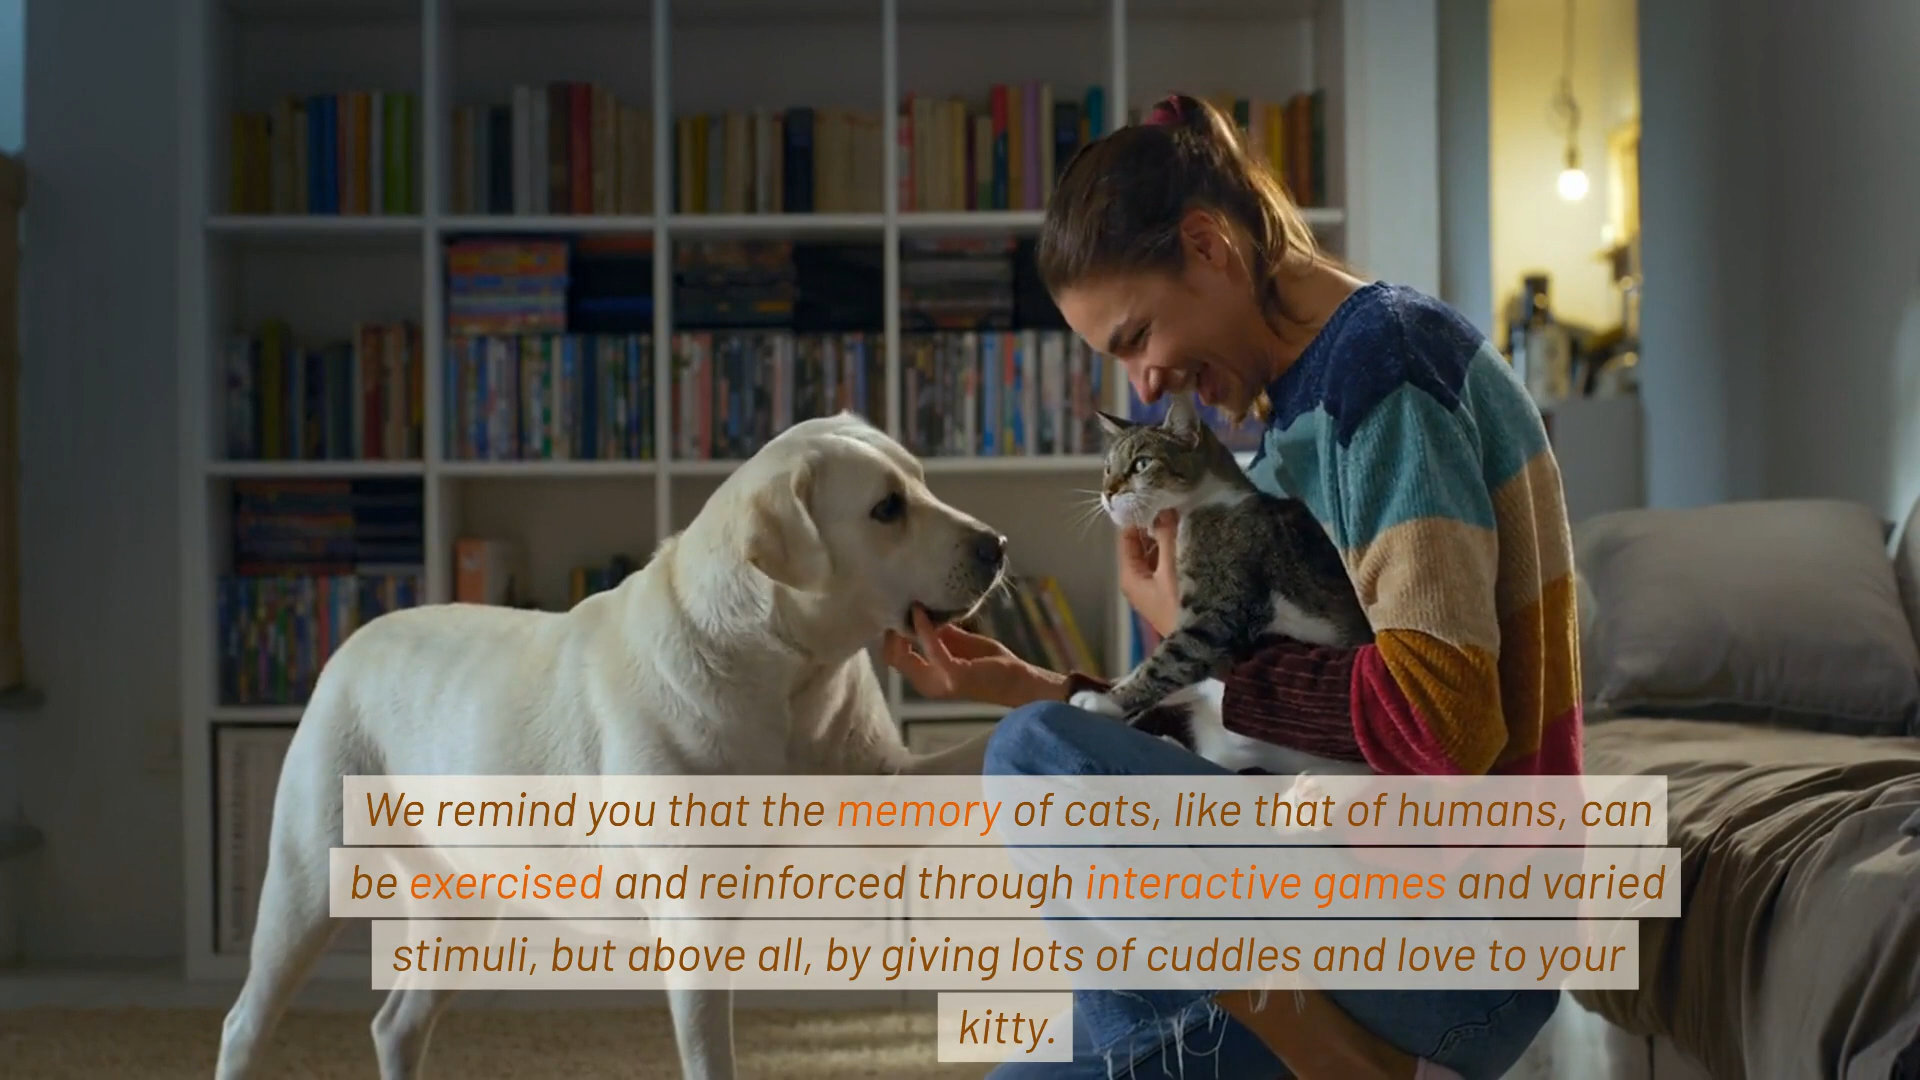 We remind you that the memory of cats, like that of humans, can
be exercised and reinforced through interactive games and varied
stimuli, but above all, by giving lots of cuddles and love to your
kitty.